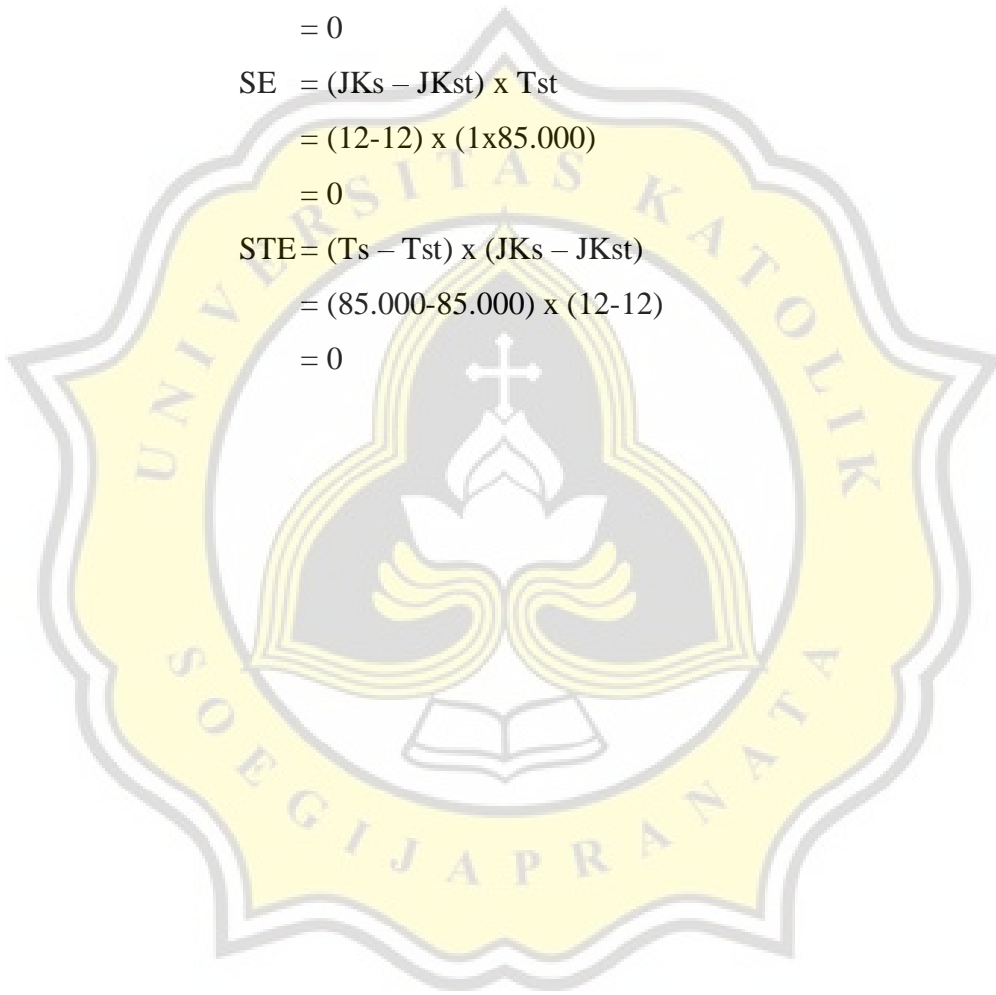 = 0
SE = (JKs – JKst) x Tst
= (12-12) x (1x85.000)
= 0
STE = (Ts – Tst) x (JKs – JKst)
= (85.000-85.000) x (12-12)
= 0
UNIVERSITAS KATOLIK
SOEGIJAPRANATA